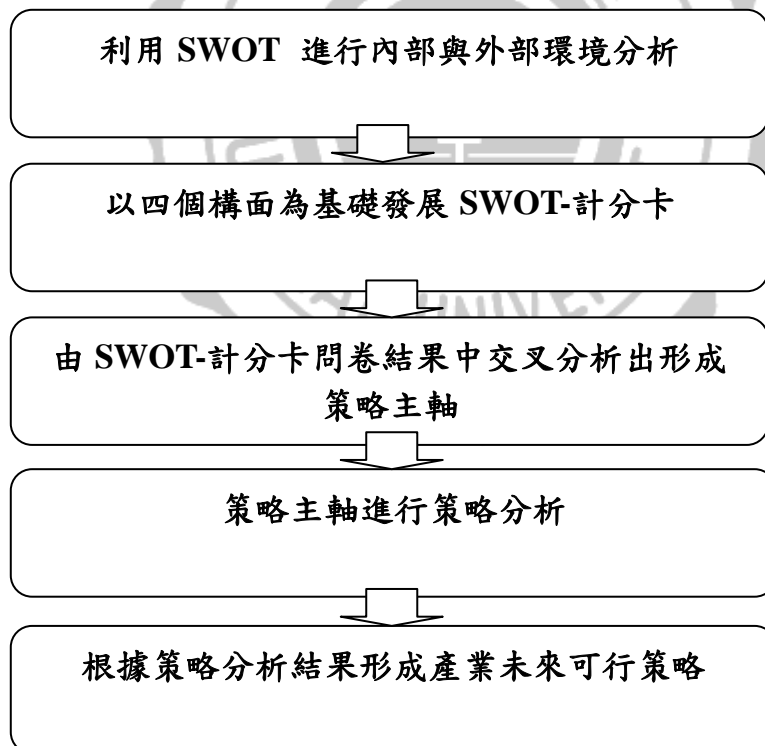 利用 SWOT 進行內部與外部環境分析
以四個構面為基礎發展 SWOT-計分卡
由 SWOT-計分卡問卷結果中交叉分析出形成
策略主軸
策略主軸進行策略分析
根據策略分析結果形成產業未來可行策略